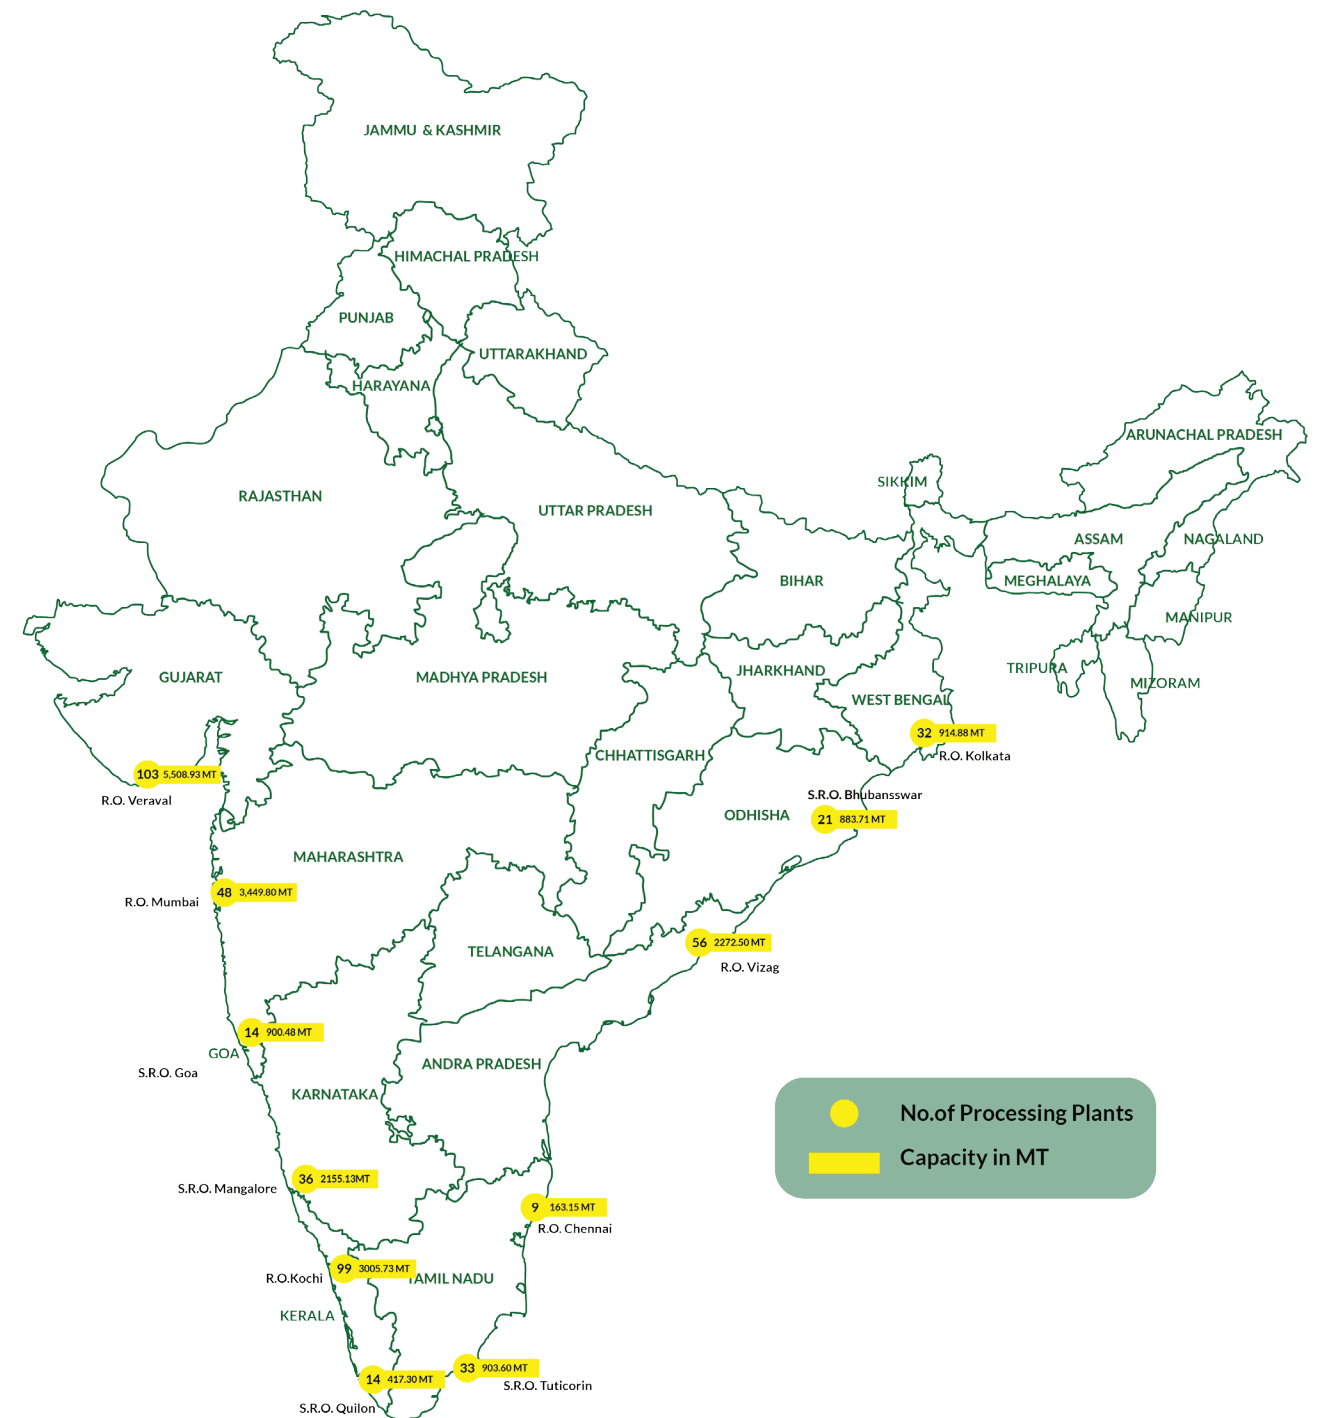 JAMMU & KASHMIR
HIMACHAL PRADESH
PUNJAB
UTTARAKHAND
HARAYANA
ARUNACHAL PRADESH
SIKKIM
RAJASTHAN
UTTAR PRADESH
ASSAM
NAGALAND
BIHAR
MEGHALAYA
MANIPUR
TRIPURA
JHARKHAND
GUJARAT
MADHYA PRADESH
MIZORAM
WEST BENGAL
32 914.88 MT
R.O. Kolkata
CHHATTISGARH
103 5,508.93 MT
R.O. Veraval
S.R.O. Bhubansswar
ODHISHA
21 883.71 MT
MAHARASHTRA
48 3,449.80 MT
R.O. Mumbai
56 2272.50 MT
R.O. Vizag
TELANGANA
14 900.48 MT
GOA
S.R.O. Goa
ANDRA PRADESH
KARNATAKA
No.of Processing Plants
Capacity in MT
36 2155.13MT
S.R.O. Mangalore
9 163.15 MT
R.O. Chennai
99 3005.73 MT
R.O.Kochi
TAMIL NADU
KERALA
33 903.60 MT
S.R.O. Tuticorin
14 417.30 MT
S.R.O. Quilon